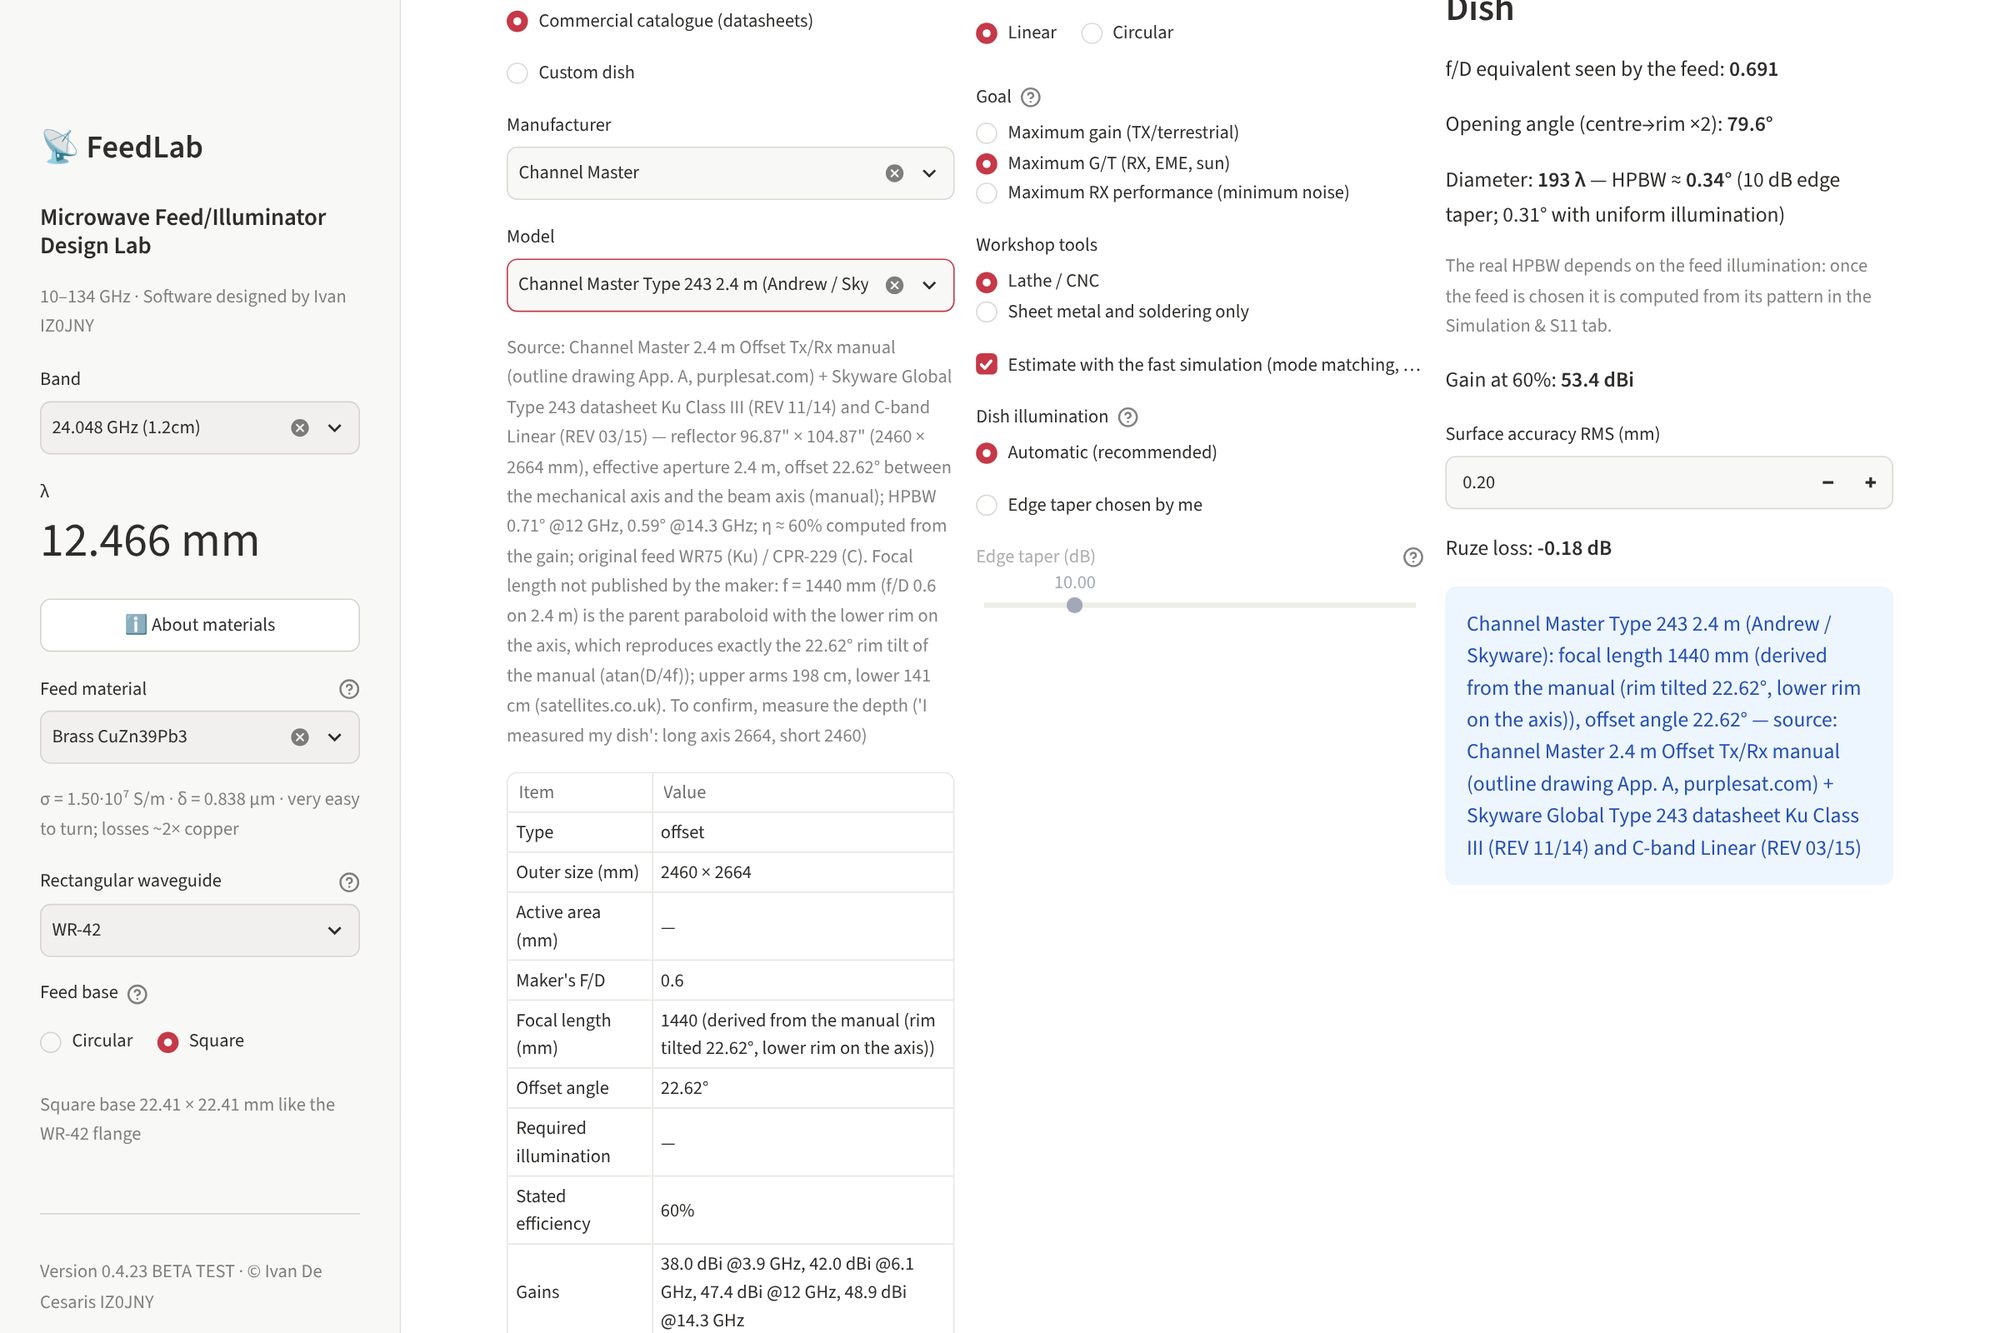 📡 FeedLab
Microwave Feed/Illuminator
Design Lab
10–134 GHz · Software designed by Ivan
IZ0JNY
Band
24.048 GHz (1.2cm)
λ
12.466 mm
ℹ️ About materials
Feed material
Brass CuZn39Pb3
σ = 1.50·10⁷ S/m · δ = 0.838 µm · very easy
to turn; losses ~2× copper
Rectangular waveguide
WR-42
Feed base
Circular
Square
Square base 22.41 × 22.41 mm like the
WR-42 flange
Version 0.4.23 BETA TEST · © Ivan De
Cesaris IZ0JNY
Commercial catalogue (datasheets)
Custom dish
Manufacturer
Channel Master
Model
Channel Master Type 243 2.4 m (Andrew / Sky
Source: Channel Master 2.4 m Offset Tx/Rx manual
(outline drawing App. A, purplesat.com) + Skyware Global
Type 243 datasheet Ku Class III (REV 11/14) and C-band
Linear (REV 03/15) — reflector 96.87" × 104.87" (2460 ×
2664 mm), effective aperture 2.4 m, offset 22.62° between
the mechanical axis and the beam axis (manual); HPBW
0.71° @12 GHz, 0.59° @14.3 GHz; η ≈ 60% computed from
the gain; original feed WR75 (Ku) / CPR-229 (C). Focal
length not published by the maker: f = 1440 mm (f/D 0.6
on 2.4 m) is the parent paraboloid with the lower rim on
the axis, which reproduces exactly the 22.62° rim tilt of
the manual (atan(D/4f)); upper arms 198 cm, lower 141
cm (satellites.co.uk). To confirm, measure the depth ('I
measured my dish': long axis 2664, short 2460)
Item Value
Type offset
Outer size (mm) 2460 × 2664
Active area
(mm) —
Maker's F/D 0.6
Focal length
(mm) 1440 (derived from the manual (rim
tilted 22.62°, lower rim on the axis))
Offset angle 22.62°
Required
illumination —
Stated
efficiency 60%
Gains 38.0 dBi @3.9 GHz, 42.0 dBi @6.1
GHz, 47.4 dBi @12 GHz, 48.9 dBi
@14.3 GHz
Linear
Circular
Goal
Maximum gain (TX/terrestrial)
Maximum G/T (RX, EME, sun)
Maximum RX performance (minimum noise)
Workshop tools
Lathe / CNC
Sheet metal and soldering only
Estimate with the fast simulation (mode matching, …
Dish illumination
Automatic (recommended)
Edge taper chosen by me
Edge taper (dB)
10.00
Dish
f/D equivalent seen by the feed: 0.691
Opening angle (centre→rim ×2): 79.6°
Diameter: 193 λ — HPBW ≈ 0.34° (10 dB edge
taper; 0.31° with uniform illumination)
The real HPBW depends on the feed illumination: once
the feed is chosen it is computed from its pattern in the
Simulation & S11 tab.
Gain at 60%: 53.4 dBi
Surface accuracy RMS (mm)
0.20
Ruze loss: -0.18 dB
Channel Master Type 243 2.4 m (Andrew /
Skyware): focal length 1440 mm (derived
from the manual (rim tilted 22.62°, lower rim
on the axis)), offset angle 22.62° — source:
Channel Master 2.4 m Offset Tx/Rx manual
(outline drawing App. A, purplesat.com) +
Skyware Global Type 243 datasheet Ku Class
III (REV 11/14) and C-band Linear (REV 03/15)